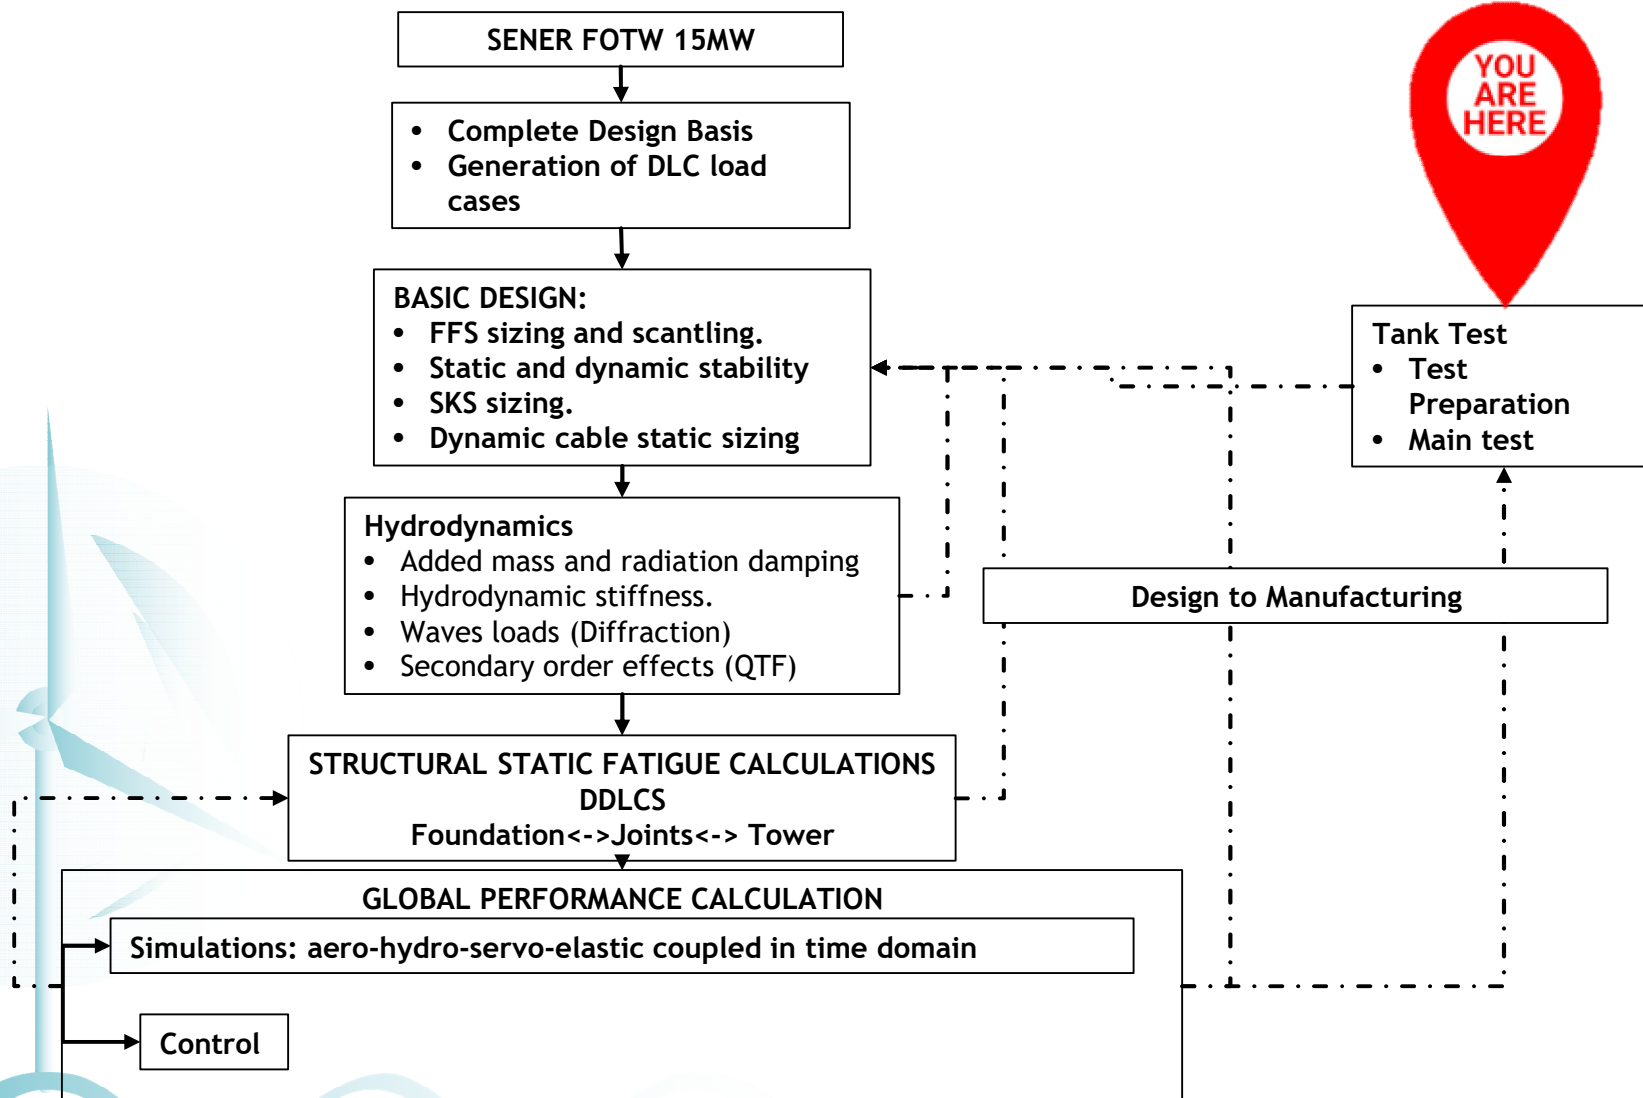 SENER FOTW 15MW
YOU
ARE
HERE
• Complete Design Basis
• Generation of DLC load
cases
BASIC DESIGN:
• FFS sizing and scantling.
• Static and dynamic stability
• SKS sizing.
• Dynamic cable static sizing
Tank Test
• Test
Preparation
• Main test
Hydrodynamics
• Added mass and radiation damping
• Hydrodynamic stiffness.
• Waves loads (Diffraction)
• Secondary order effects (QTF)
Design to Manufacturing
STRUCTURAL STATIC FATIGUE CALCULATIONS
DDLCS
Foundation<->Joints<-> Tower
GLOBAL PERFORMANCE CALCULATION
Simulations: aero-hydro-servo-elastic coupled in time domain
Control